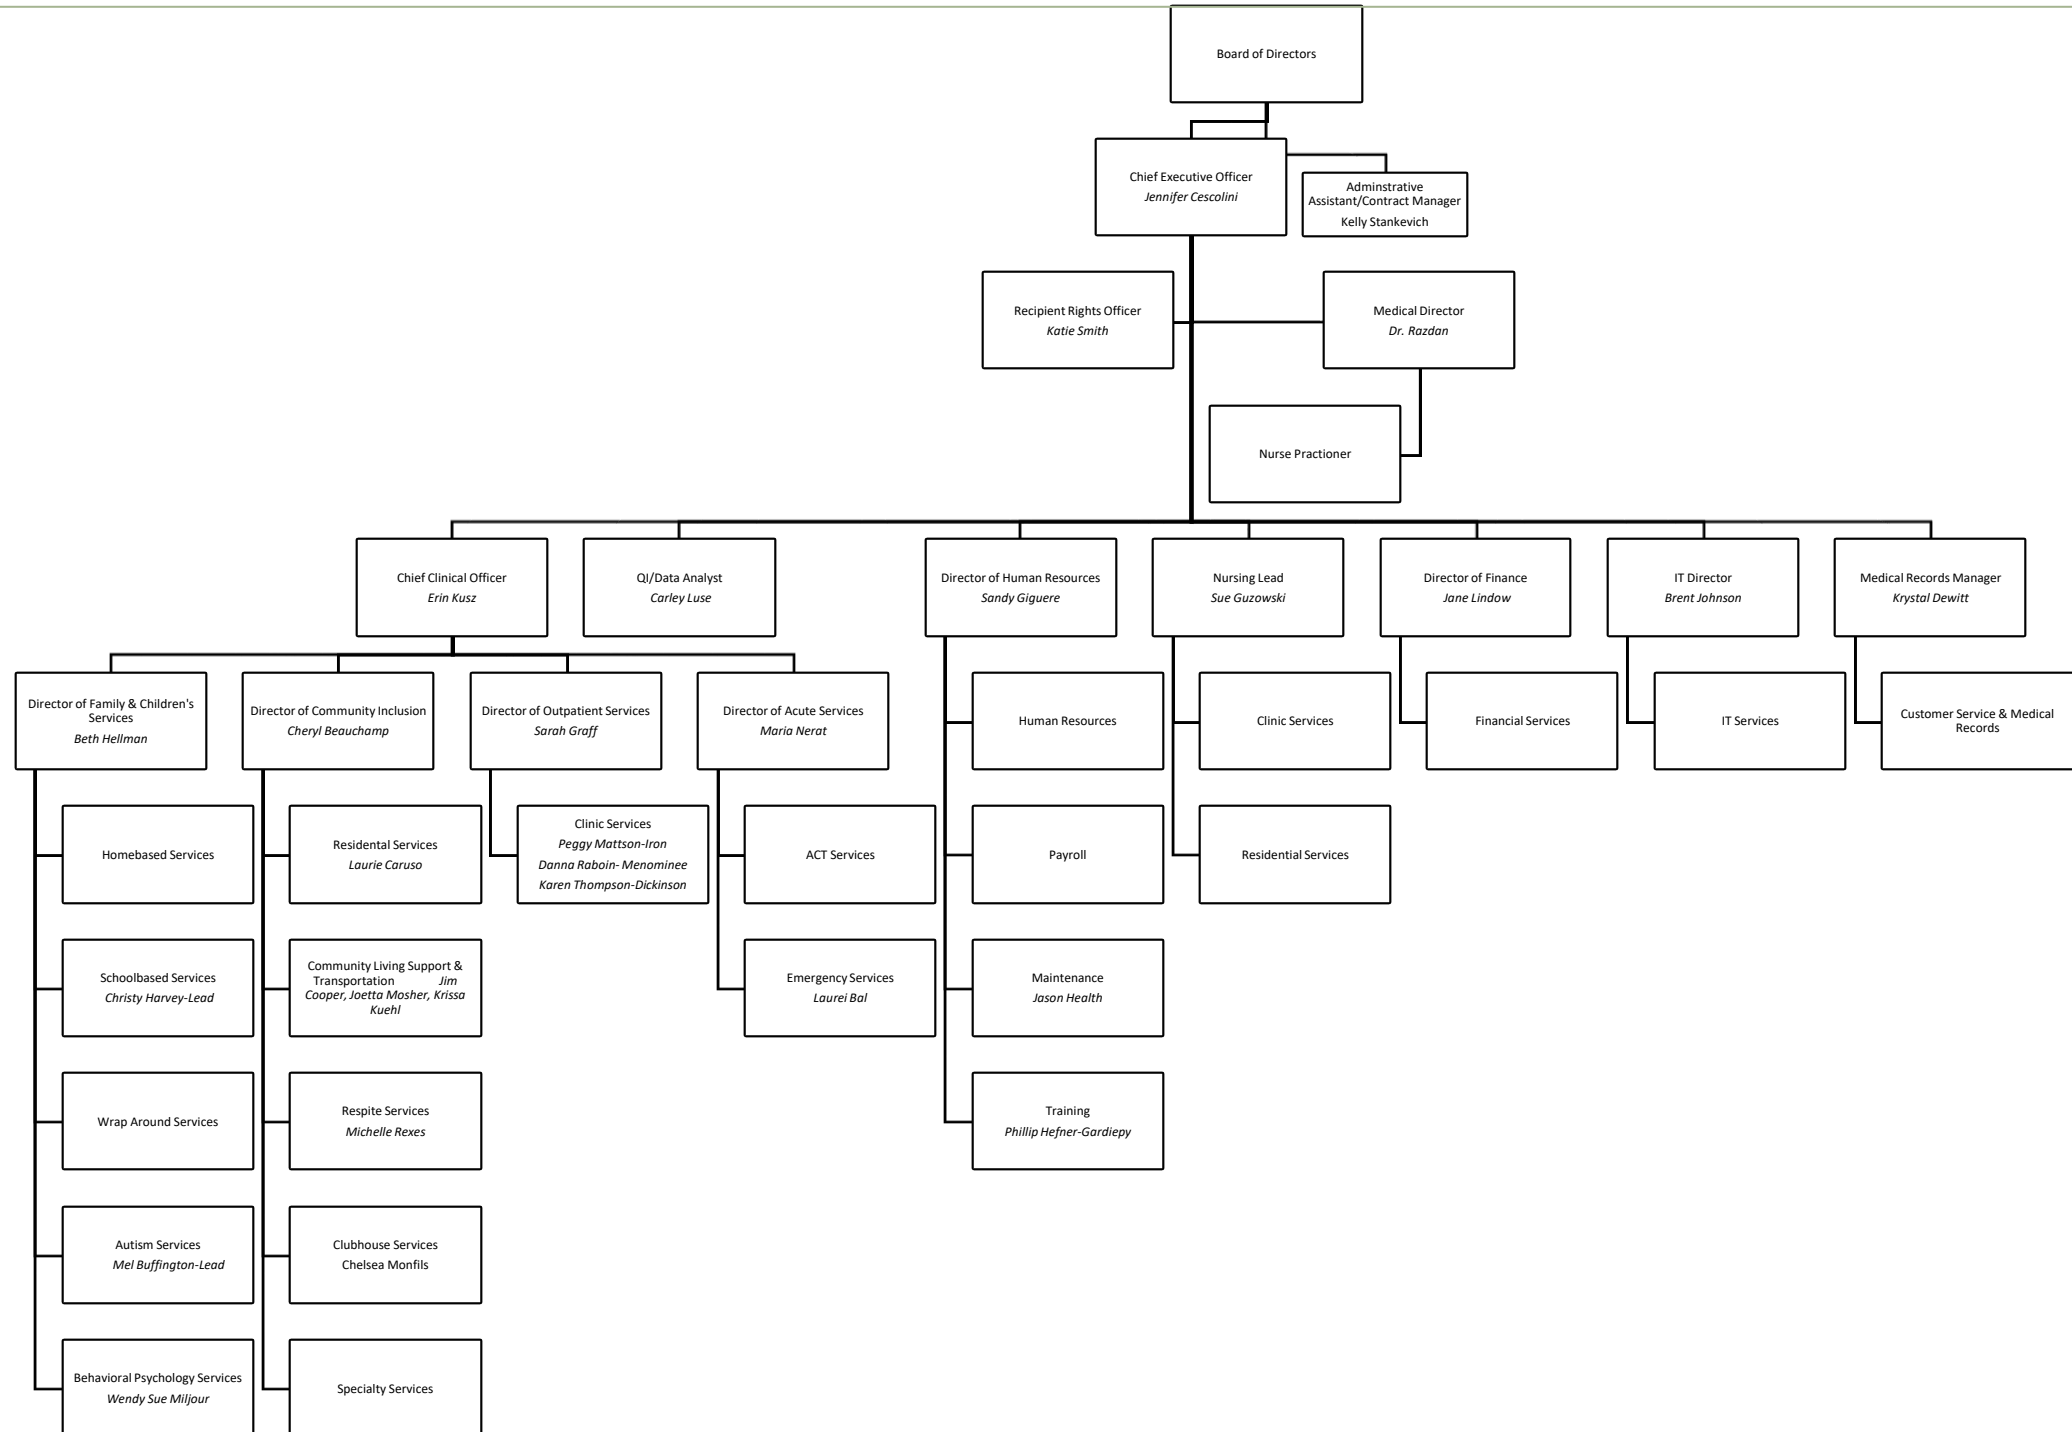 Board of Directors
Chief Executive Officer
Jennifer Cescolini
Adminstrative
Assistant/Contract Manager
Kelly Stankevich
Recipient Rights Officer
Katie Smith
Medical Director
Dr. Razdan
Nurse Practioner
Chief Clinical Officer
Erin Kusz
QI/Data Analyst
Carley Luse
Director of Human Resources
Sandy Giguere
Nursing Lead
Sue Guzowski
Director of Finance
Jane Lindow
IT Director
Brent Johnson
Medical Records Manager
Krystal Dewitt
Director of Family & Children's
Services
Beth Hellman
Director of Community Inclusion
Cheryl Beauchamp
Director of Outpatient Services
Sarah Graff
Director of Acute Services
Maria Nerat
Human Resources
Clinic Services
Financial Services
IT Services
Customer Service & Medical
Records
Homebased Services
Residental Services
Laurie Caruso
Clinic Services
Peggy Mattson-Iron
Danna Raboin- Menominee
Karen Thompson-Dickinson
ACT Services
Payroll
Residential Services
Schoolbased Services
Christy Harvey-Lead
Community Living Support &
Transportation Jim
Cooper, Joetta Mosher, Krissa
Kuehl
Emergency Services
Laurei Bal
Maintenance
Jason Health
Wrap Around Services
Respite Services
Michelle Rexes
Training
Phillip Hefner-Gardiepy
Autism Services
Mel Buffington-Lead
Clubhouse Services
Chelsea Monfils
Behavioral Psychology Services
Wendy Sue Miljour
Specialty Services